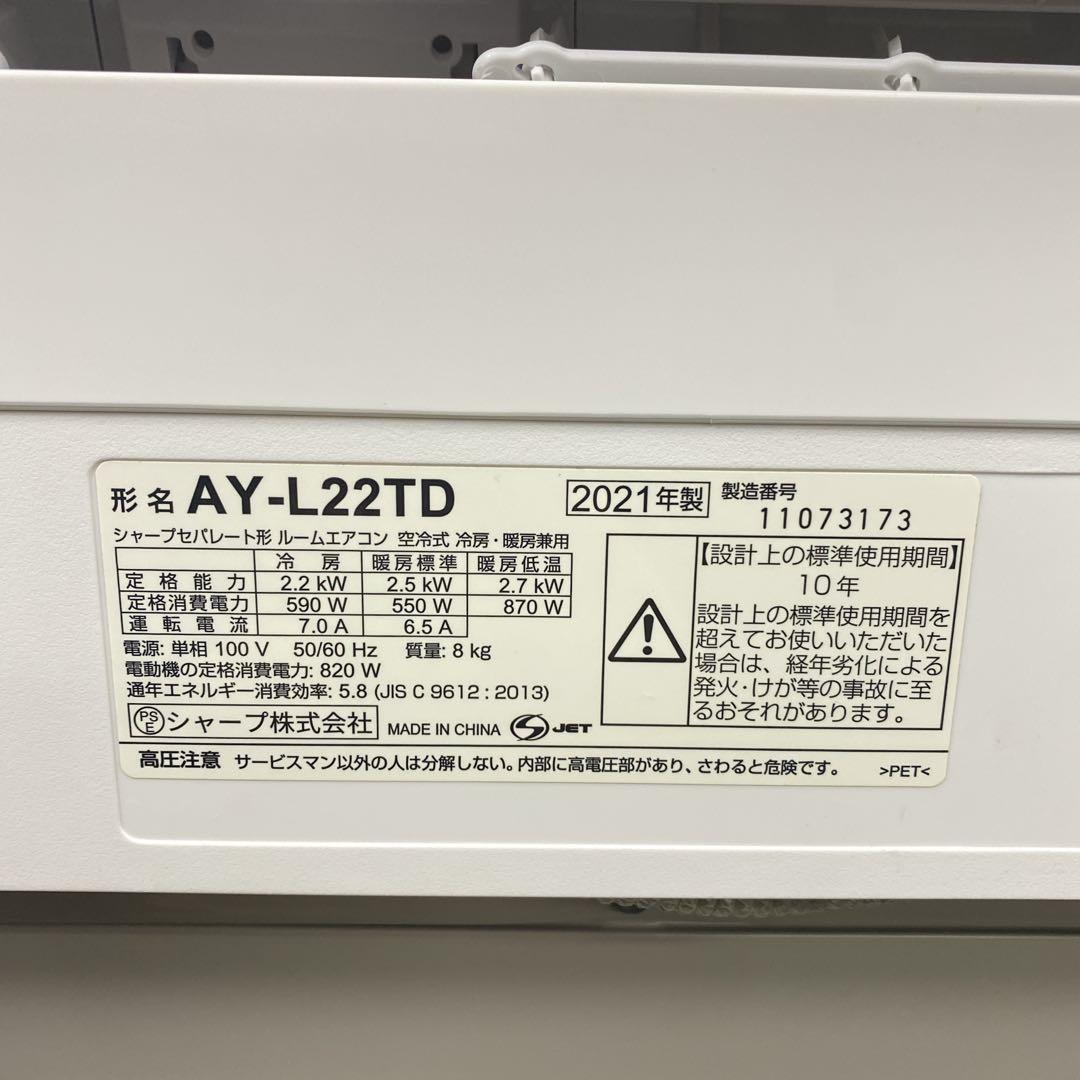 形名 AY-L22TD 2021年製 製造番号 11073173
シャープセパレート形 ルームエアコン 空冷式 冷房・暖房兼用
冷房 暖房標準 暖房低温
定格能力 2.2 kW 2.5 kW 2.7 kW
定格消費電力 590 W 550 W 870 W
運転電流 7.0 A 6.5 A
電源: 単相 100 V 50/60 Hz 質量: 8 kg
電動機の定格消費電力: 820 W
通年エネルギー消費効率: 5.8 (JIS C 9612 : 2013)
PSE シャープ株式会社 MADE IN CHINA S JET
【設計上の標準使用期間】
10年
設計上の標準使用期間を
超えてお使いいただいた
場合は、経年劣化による
発火・けが等の事故に至
るおそれがあります。
高圧注意 サービスマン以外の人は分解しない。内部に高電圧部があり、さわると危険です。 >PET<